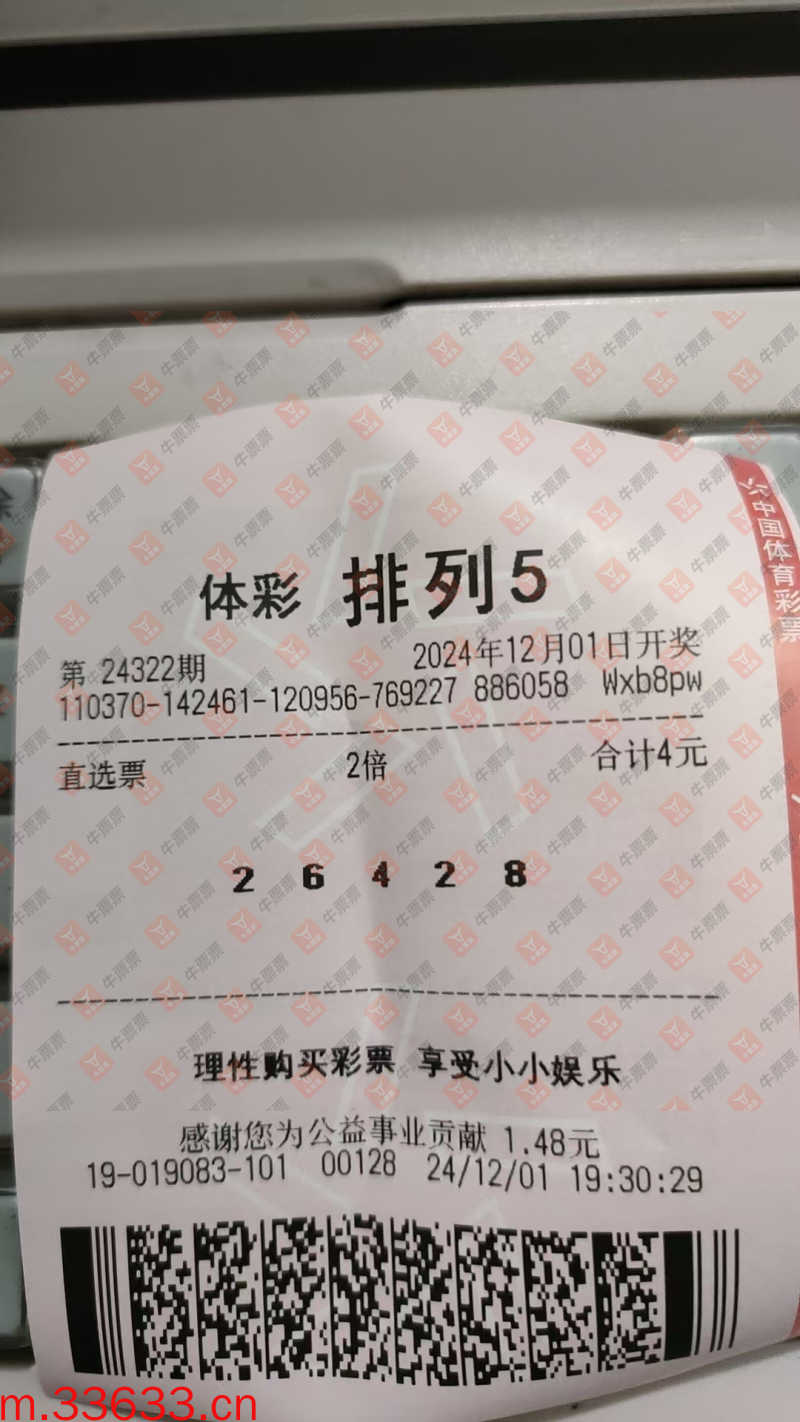 体彩 排列5
第 24322期 2024年12月01日开奖
110370-142461-120956-769227 886058 Wxb8pw
直选票 2倍 合计4元
2 6 4 2 8
理性购买彩票 享受小小娱乐
感谢您为公益事业贡献 1.48元
19-019083-101 00128 24/12/01 19:30:29
中国体育彩票
牛票票
m.33633.cn